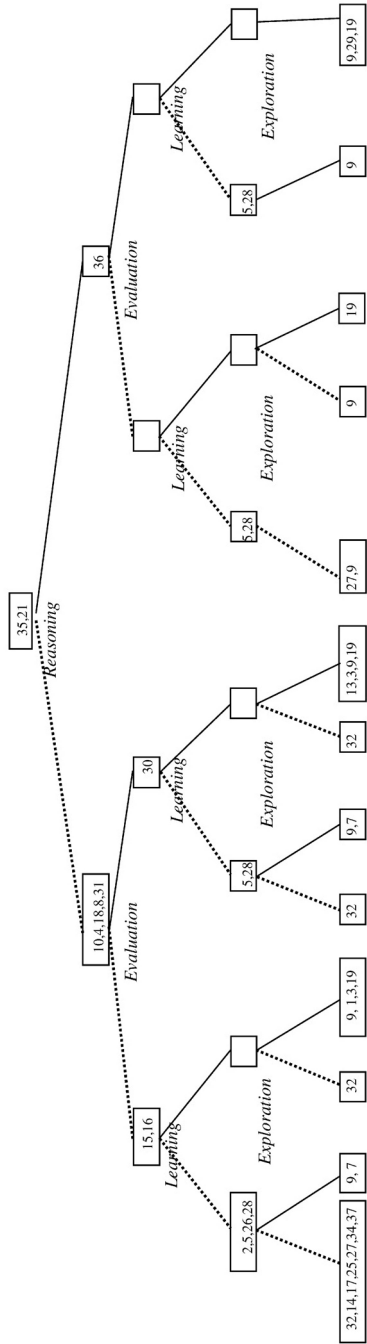 35,21
Reasoning
10,4,18,8,31
36
Evaluation
Evaluation
15,16
30
Learning
Learning
Learning
Learning
2,5,26,28
5,28
5,28
5,28
Exploration
Exploration
Exploration
Exploration
32,14,17,25,27,34,37
9, 7
32
9, 1,3,19
32
9,7
32
13,3,9,19
27,9
9
19
9
9,29,19